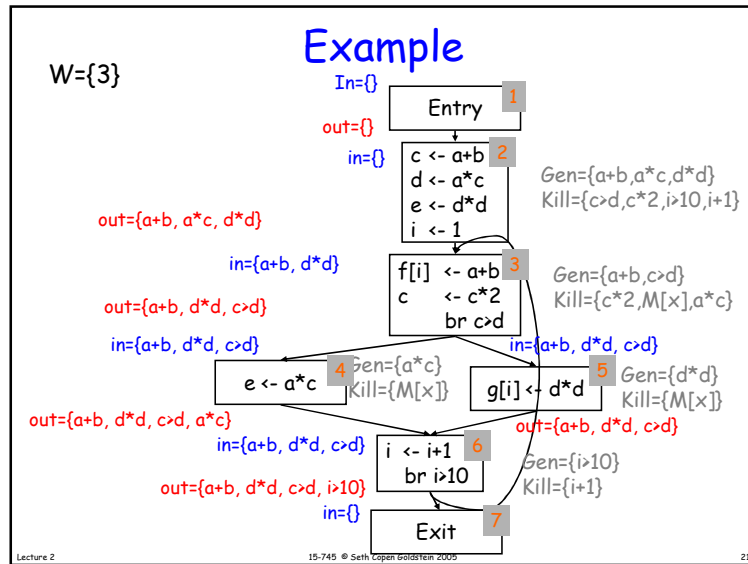 Example
W={3}
In={}
1
Entry
out={}
in={}
2
c <- a+b
d <- a*c
e <- d*d
i <- 1
Gen={a+b,a*c,d*d}
Kill={c>d,c*2,i>10,i+1}
out={a+b, a*c, d*d}
in={a+b, d*d}
3
f[i] <- a+b
c <- c*2
br c>d
Gen={a+b,c>d}
Kill={c*2,M[x],a*c}
out={a+b, d*d, c>d}
in={a+b, d*d, c>d}
in={a+b, d*d, c>d}
4
e <- a*c
Gen={a*c}
Kill={M[x]}
5
g[i] <- d*d
Gen={d*d}
Kill={M[x]}
out={a+b, d*d, c>d, a*c}
out={a+b, d*d, c>d}
in={a+b, d*d, c>d}
6
i <- i+1
br i>10
Gen={i>10}
Kill={i+1}
out={a+b, d*d, c>d, i>10}
in={}
7
Exit
Lecture 2
15-745 © Seth Copen Goldstein 2005
21